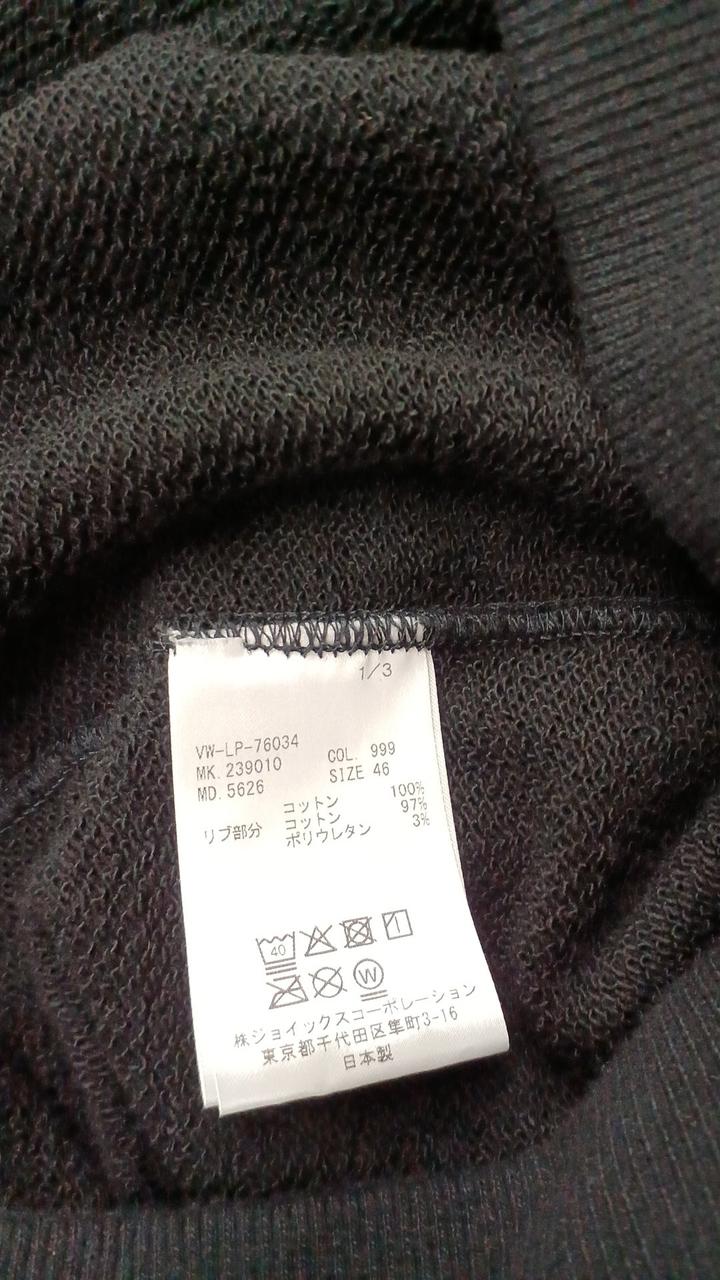 1/3
VW-LP-76034
MK.239010 COL. 999
MD.5626 SIZE 46
コットン 100%
リブ部分 コットン 97%
ポリウレタン 3%
40
W
株ジョイックスコーポレーション
東京都千代田区隼町3-16
日本製